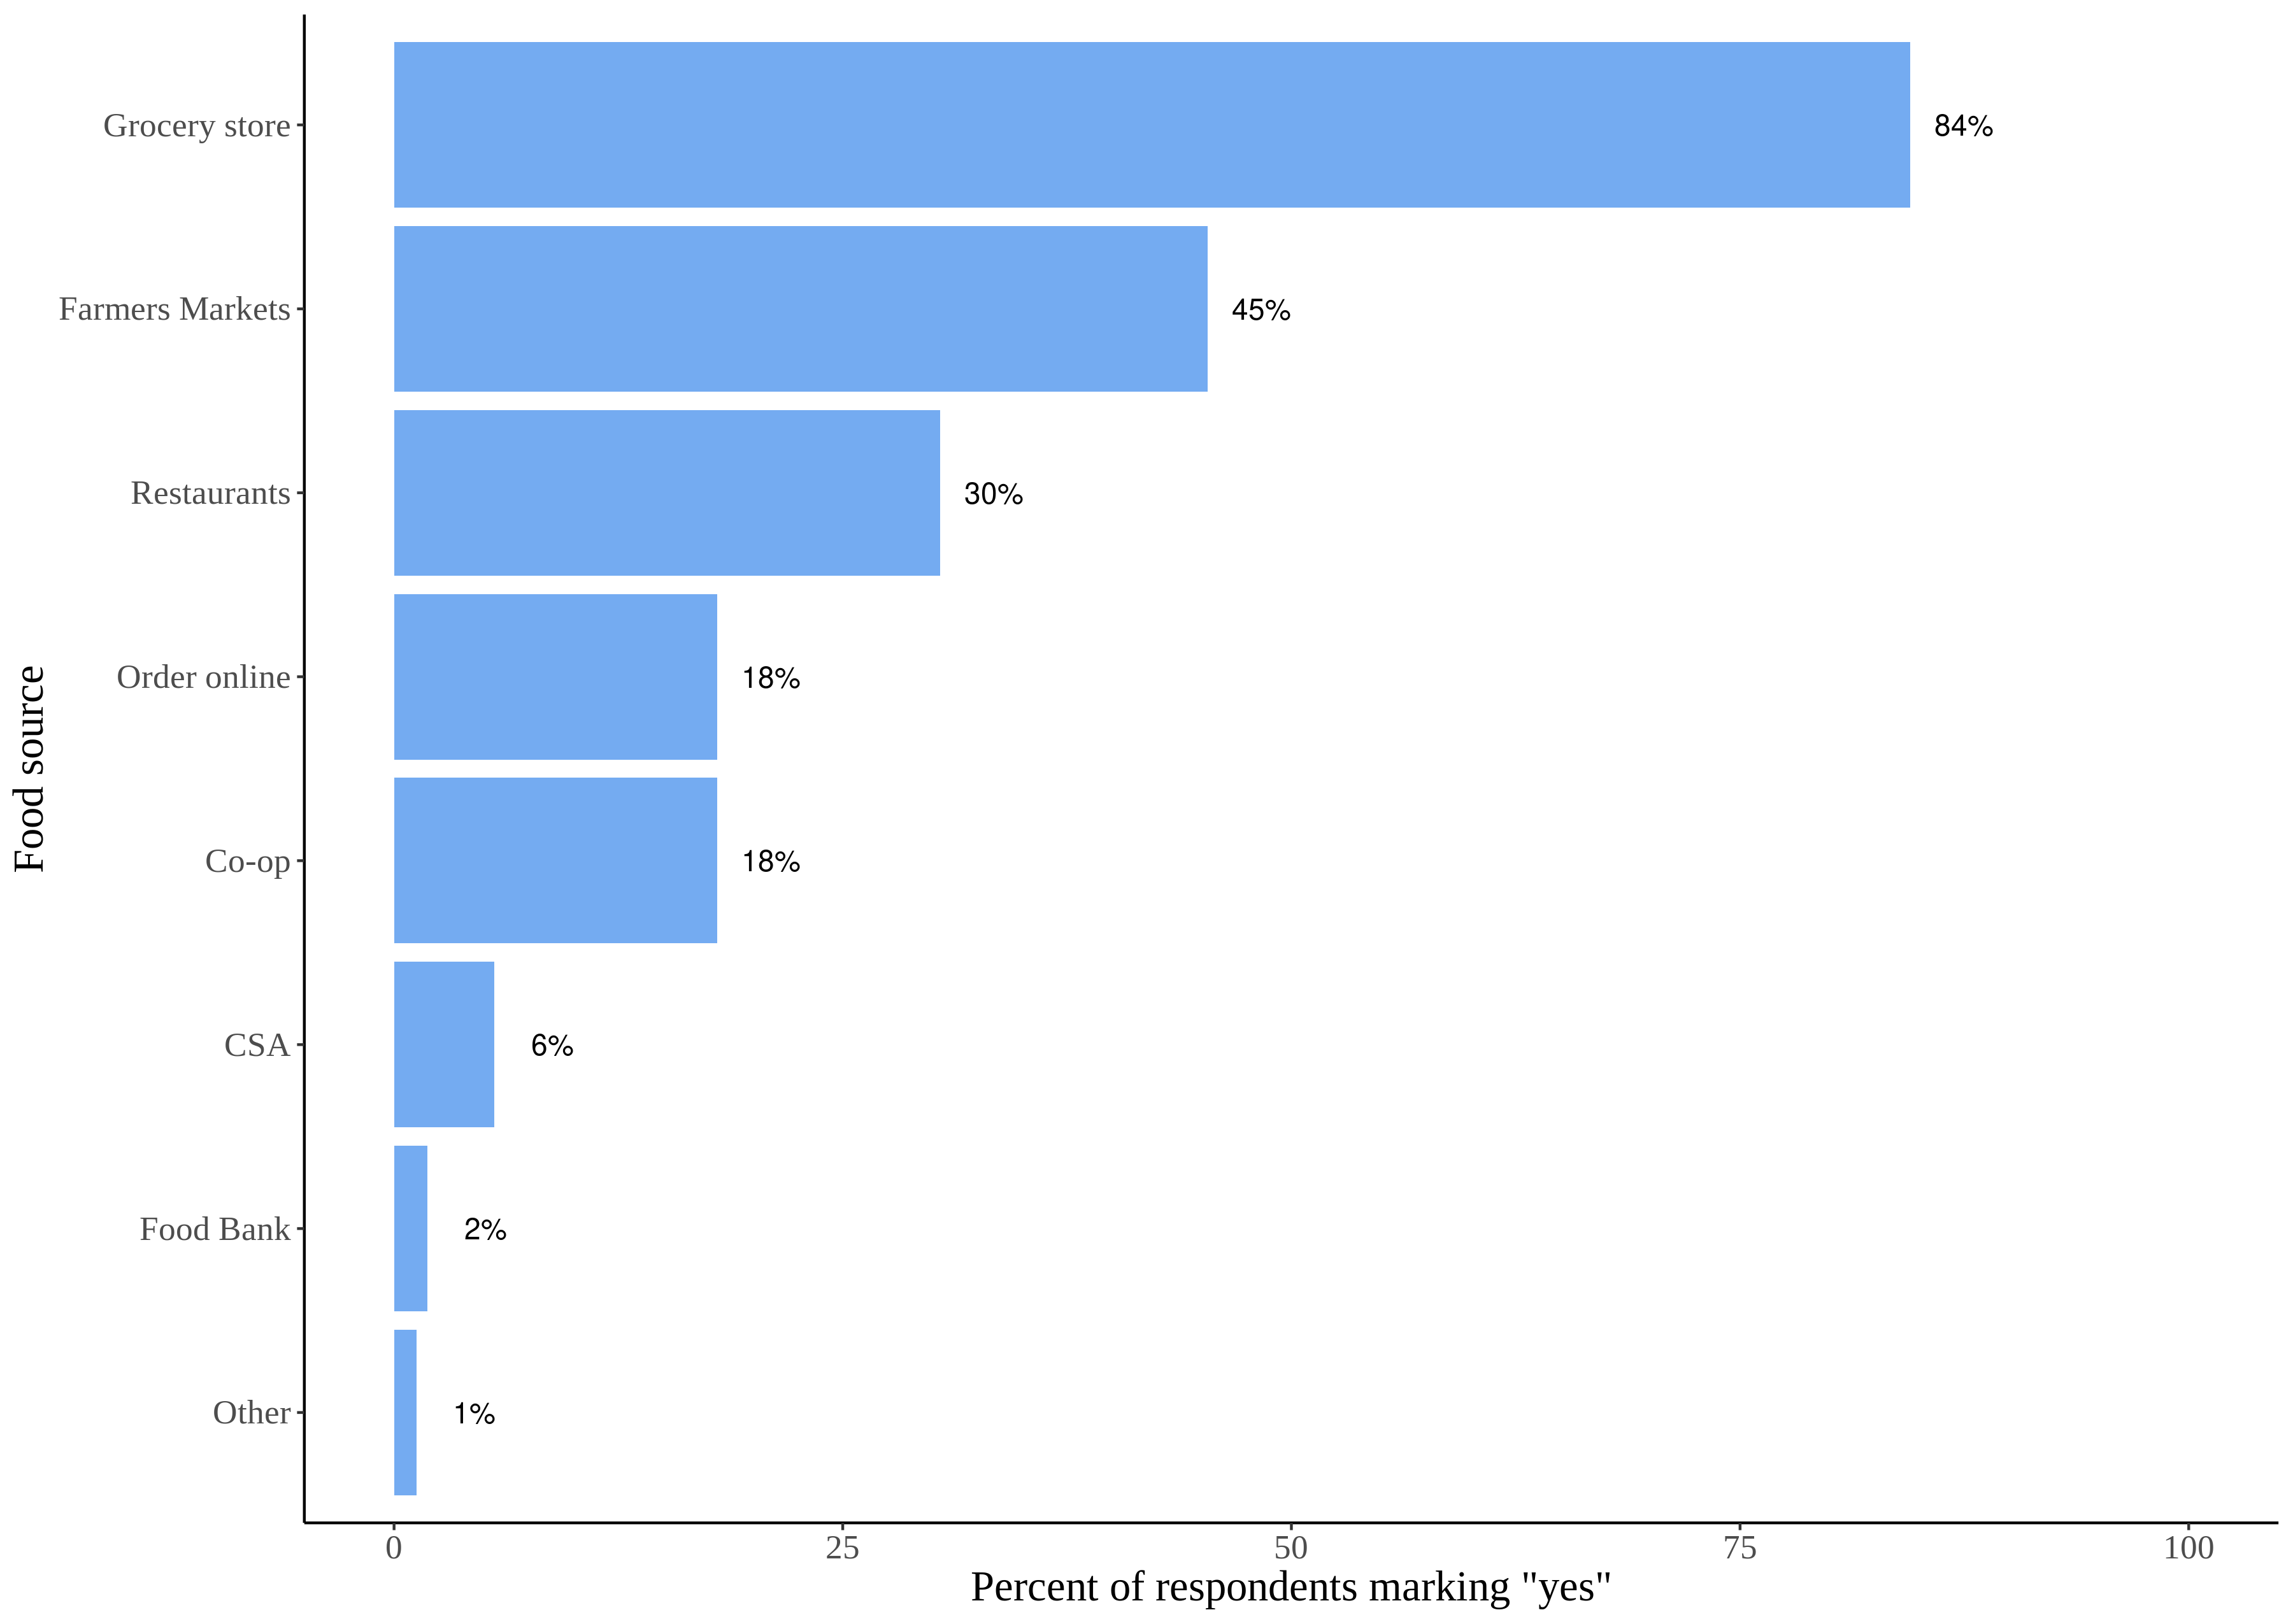 Grocery store
84%
Farmers Markets
45%
Restaurants
30%
Order online
18%
Co-op
18%
CSA
6%
Food Bank
2%
Other
1%
Food source
0 25 50 75 100
Percent of respondents marking "yes"